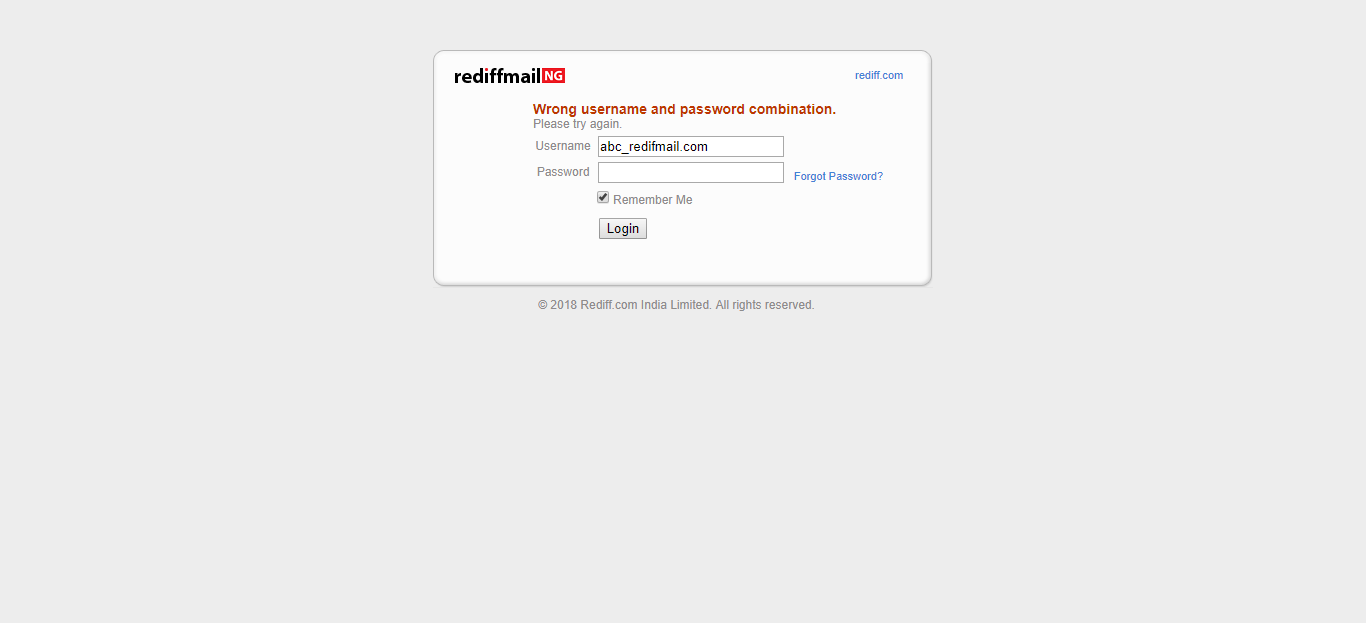 rediffmailNG
rediff.com
Wrong username and password combination.
Please try again.
Username abc_redifmail.com
Password Forgot Password?
Remember Me
Login
© 2018 Rediff.com India Limited. All rights reserved.